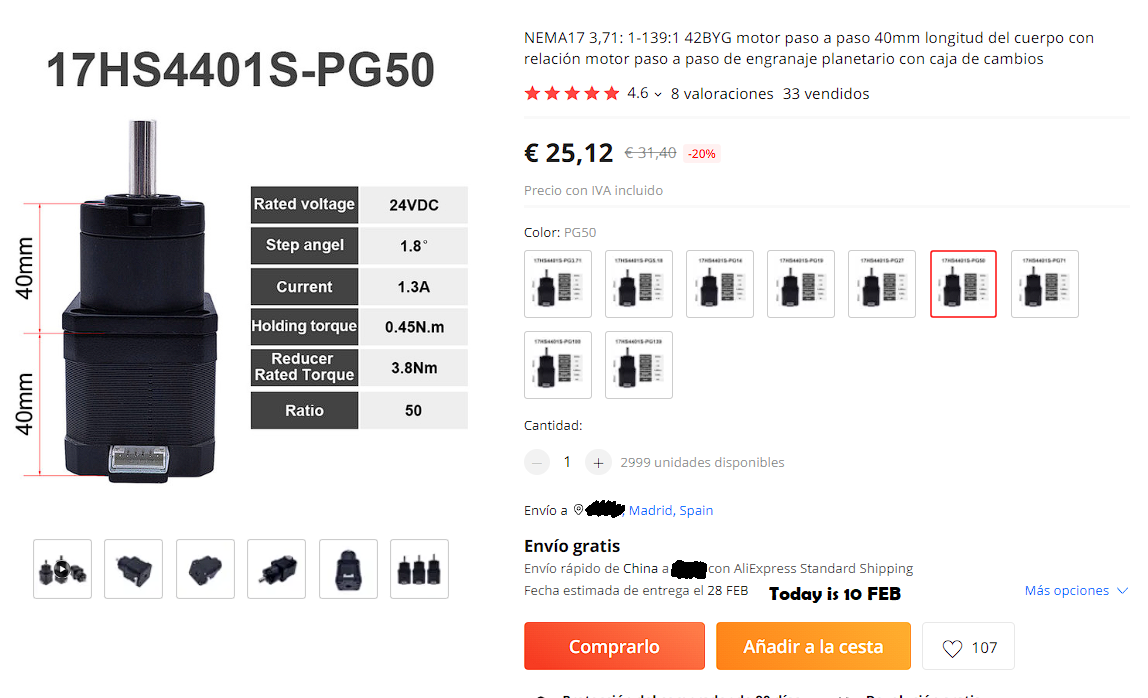 17HS4401S-PG50
40mm
40mm
Rated voltage 24VDC
Step angel 1.8°
Current 1.3A
Holding torque 0.45N.m
Reducer
Rated Torque 3.8Nm
Ratio 50
NEMA17 3,71: 1-139:1 42BYG motor paso a paso 40mm longitud del cuerpo con
relación motor paso a paso de engranaje planetario con caja de cambios
4.6 8 valoraciones 33 vendidos
€ 25,12 € 31,40 -20%
Precio con IVA incluido
Color: PG50
17HS4401S-PG3.71 17HS4401S-PG5.18 17HS4401S-PG14 17HS4401S-PG19 17HS4401S-PG27 17HS4401S-PG50 17HS4401S-PG71
17HS4401S-PG100 17HS4401S-PG139
Cantidad:
− 1 + 2999 unidades disponibles
Envío a , Madrid, Spain
Envío gratis
Envío rápido de China a con AliExpress Standard Shipping
Fecha estimada de entrega el 28 FEB Today is 10 FEB
Más opciones
Comprarlo Añadir a la cesta 107